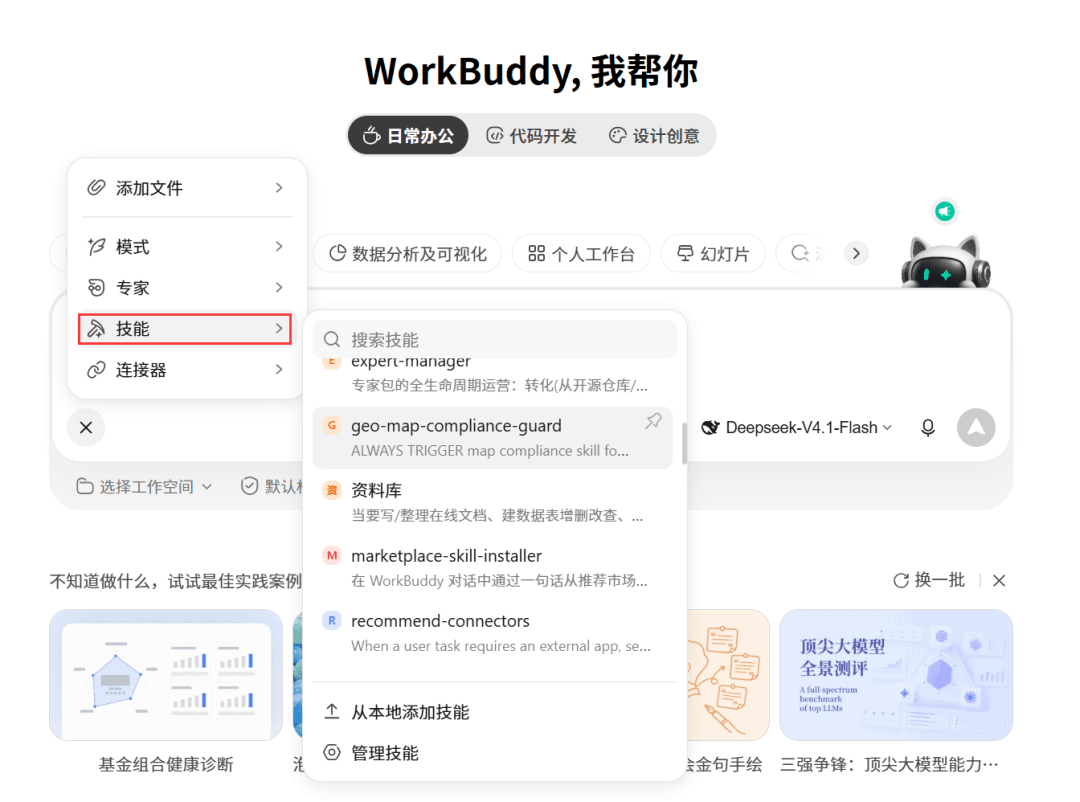 WorkBuddy, 我帮你
日常办公
代码开发
设计创意
添加文件
模式
专家
技能
连接器
数据分析及可视化
个人工作台
幻灯片
搜索技能
E
expert-manager
专家包的全生命周期运营：转化(从开源仓库/...
G
geo-map-compliance-guard
ALWAYS TRIGGER map compliance skill fo...
资
资料库
当要写/整理在线文档、建数据表增删改查、...
M
marketplace-skill-installer
在 WorkBuddy 对话中通过一句话从推荐市场...
R
recommend-connectors
When a user task requires an external app, se...
从本地添加技能
管理技能
Deepseek-V4.1-Flash
选择工作空间
默认
不知道做什么，试试最佳实践案例
换一批
顶尖大模型
全景测评
A full-spectrum
benchmark
of top LLMs
基金组合健康诊断
金句手绘
三强争锋：顶尖大模型能力…